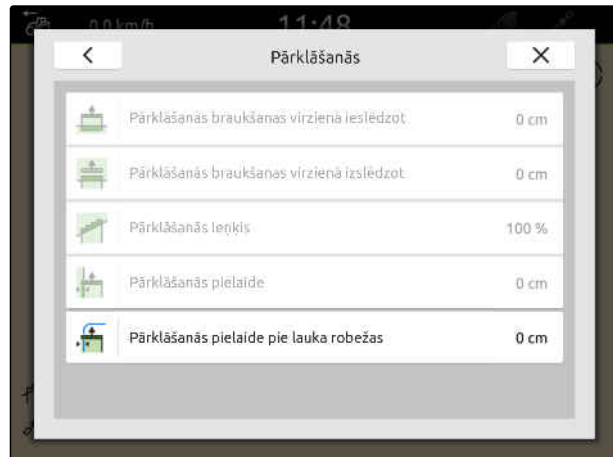 0.0 km/h 11:48
Pārklāšanās
Pārklāšanās braukšanas virzienā ieslēdzot 0 cm
Pārklāšanās braukšanas virzienā izslēdzot 0 cm
Pārklāšanās leņķis 100 %
Pārklāšanās pielaide 0 cm
Pārklāšanās pielaide pie lauka robežas 0 cm